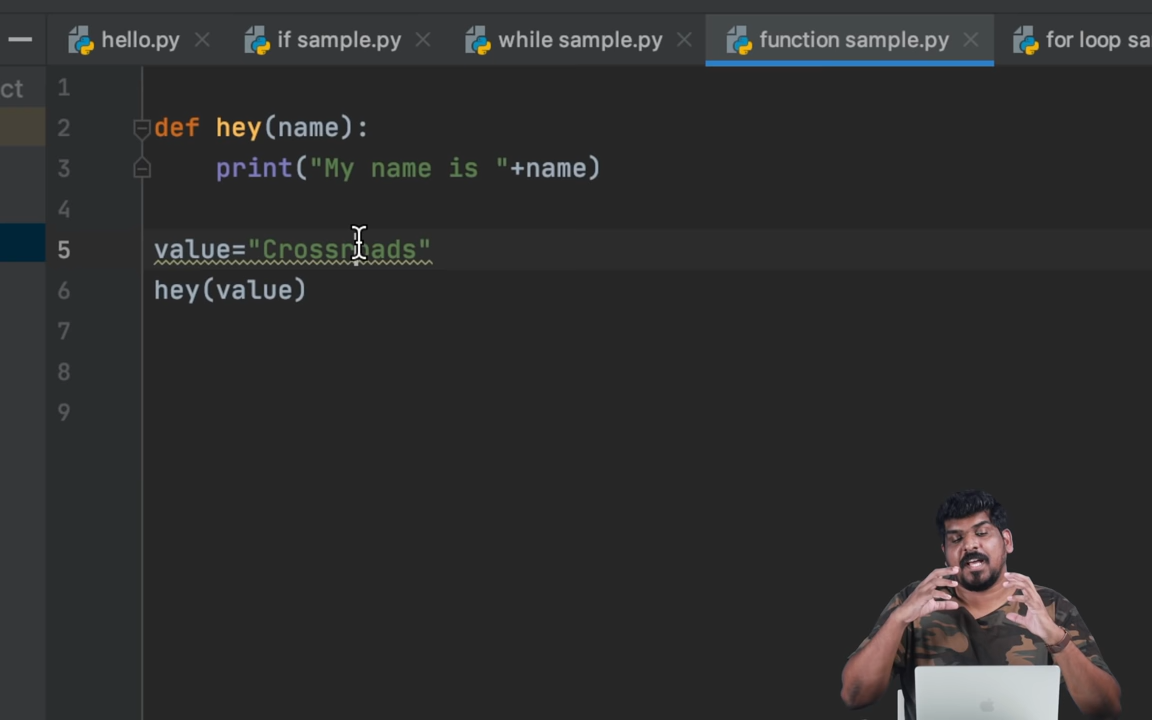 hello.py
if sample.py
while sample.py
function sample.py
for loop sa
ct
1
2 def hey(name):
3 print("My name is "+name)
4
5 value="Crossroads"
6 hey(value)
7
8
9